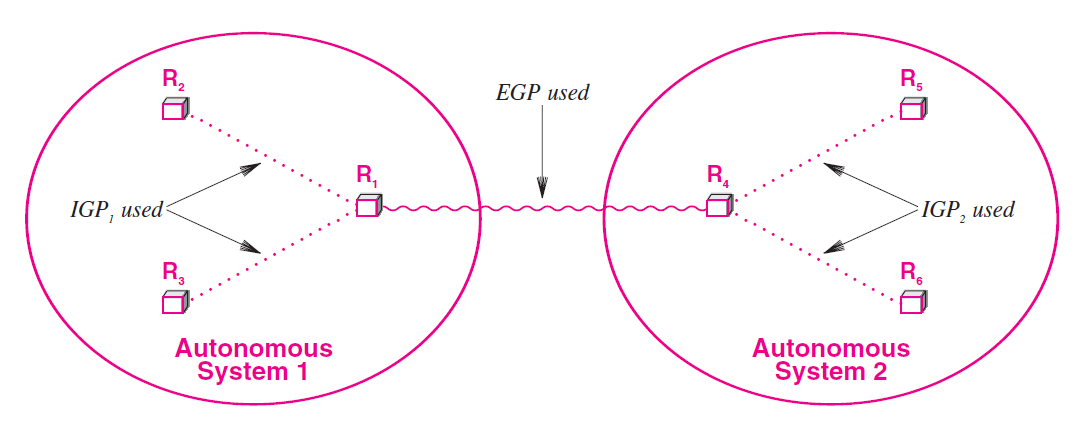 R₂
R₅
EGP used
R₁
R₄
IGP₁ used
IGP₂ used
R₃
R₆
Autonomous
System 1
Autonomous
System 2